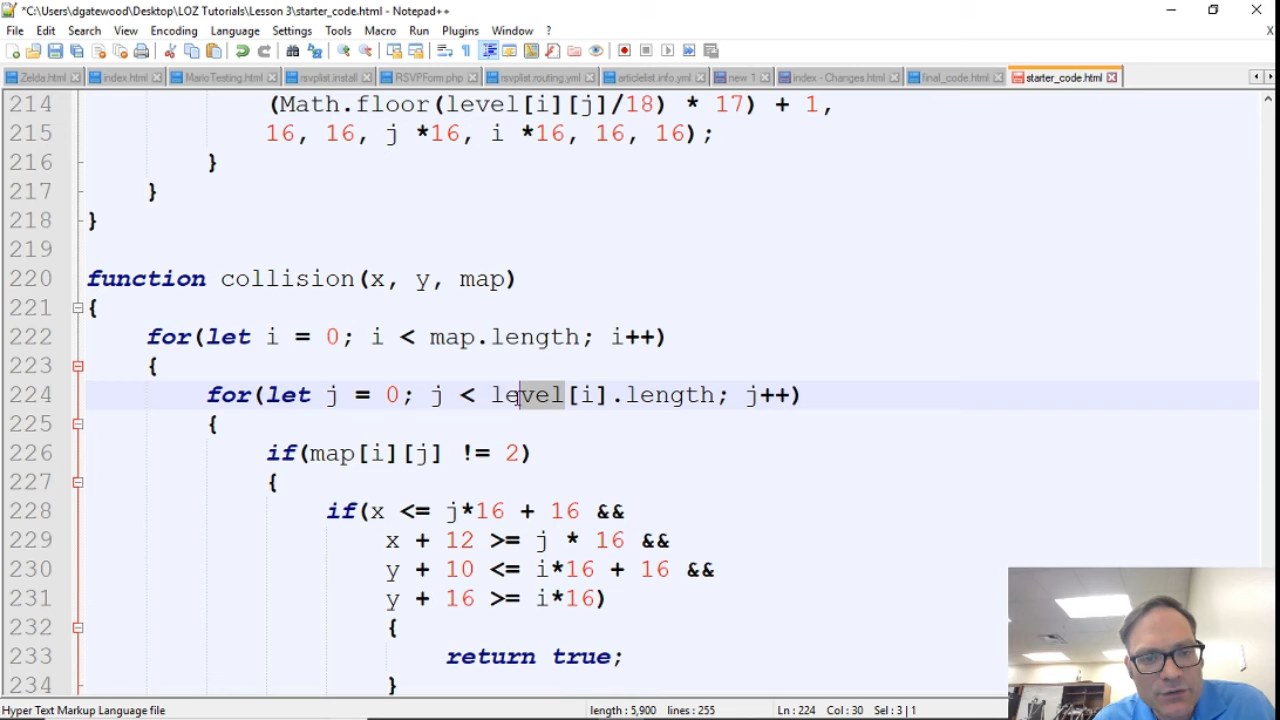 *C:\Users\dgatewood\Desktop\LOZ Tutorials\Lesson 3\starter_code.html - Notepad++
File Edit Search View Encoding Language Settings Tools Macro Run Plugins Window ?
X
Zelda.html index.html MarioTesting.html rsvplist.install RSVPForm.php rsvplist.routing.yml articlelist.info.yml new 1 index - Changes.html final_code.html starter_code.html
214 (Math.floor(level[i][j]/18) * 17) + 1,
215 16, 16, j *16, i *16, 16, 16);
216 }
217 }
218 }
219
220 function collision(x, y, map)
221 {
222 for(let i = 0; i < map.length; i++)
223 {
224 for(let j = 0; j < level[i].length; j++)
225 {
226 if(map[i][j] != 2)
227 {
228 if(x <= j*16 + 16 &&
229 x + 12 >= j * 16 &&
230 y + 10 <= i*16 + 16 &&
231 y + 16 >= i*16)
232 {
233 return true;
234 }
Hyper Text Markup Language file length : 5,900 lines : 255 Ln : 224 Col : 30 Sel : 3 | 1